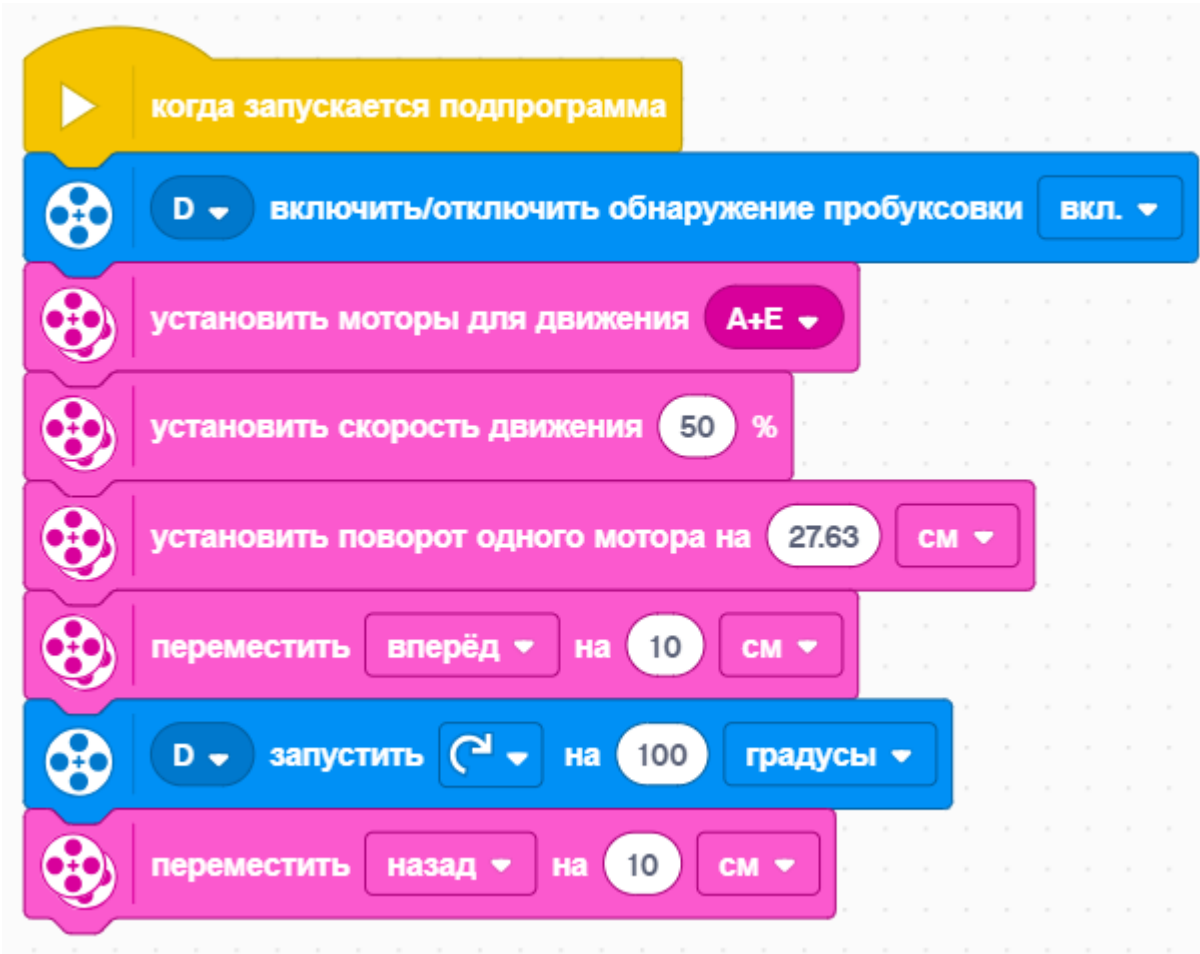 когда запускается подпрограмма
D включить/отключить обнаружение пробуксовки вкл.
установить моторы для движения A+E
установить скорость движения 50 %
установить поворот одного мотора на 27.63 см
переместить вперёд на 10 см
D запустить на 100 градусы
переместить назад на 10 см